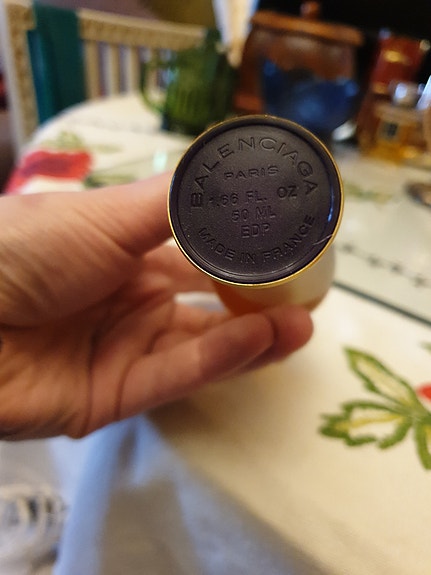 BALENCIAGA
PARIS
1.66 FL. OZ
50 ML
EDP
MADE IN FRANCE